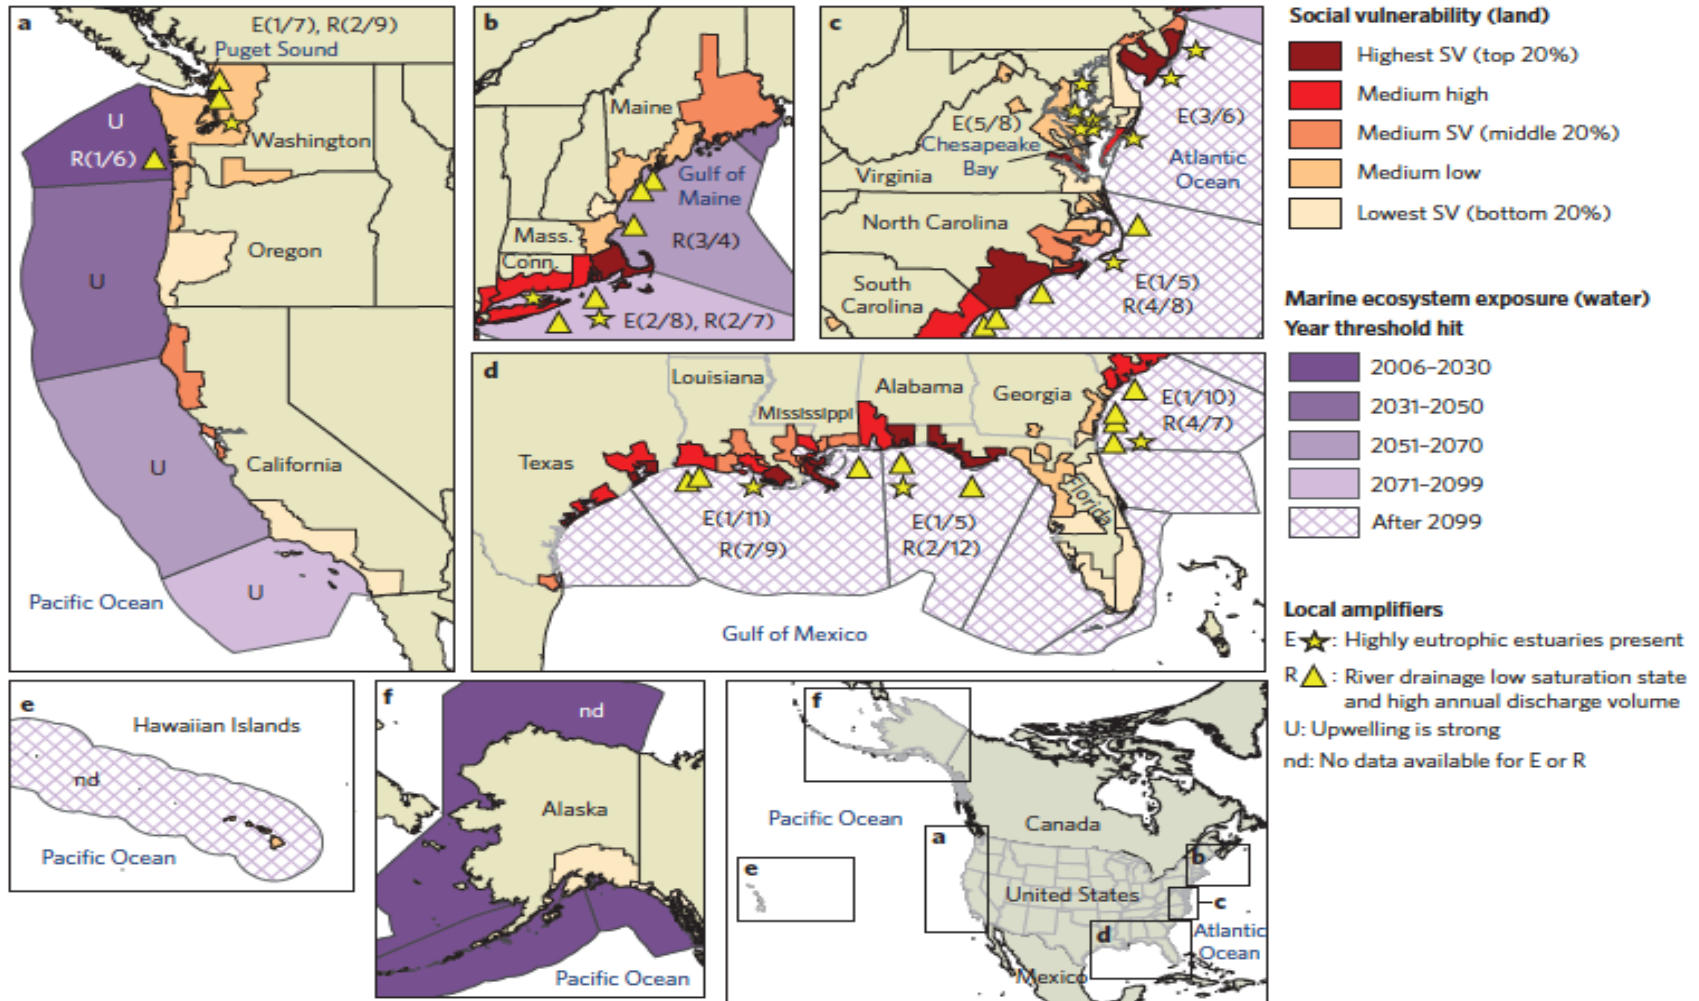 a
E(1/7), R(2/9)
Puget Sound
U
Washington
R(1/6)
U
Oregon
U
California
U
Pacific Ocean
b
Maine
Gulf of
Maine
Mass.
R(3/4)
Conn.
E(2/8), R(2/7)
c
E(3/6)
E(5/8)
Chesapeake
Bay
Atlantic
Ocean
Virginia
North Carolina
South
Carolina
E(1/5)
R(4/8)
d
Louisiana
Alabama
Georgia
Mississippi
E(1/10)
R(4/7)
Texas
Florida
E(1/11)
R(7/9)
E(1/5)
R(2/12)
Gulf of Mexico
e
Hawaiian Islands
nd
Pacific Ocean
f
nd
Alaska
Pacific Ocean
f
Pacific Ocean
Canada
a
b
e
United States
c
d
Atlantic
Ocean
Mexico
Social vulnerability (land)
Highest SV (top 20%)
Medium high
Medium SV (middle 20%)
Medium low
Lowest SV (bottom 20%)
Marine ecosystem exposure (water)
Year threshold hit
2006–2030
2031–2050
2051–2070
2071–2099
After 2099
Local amplifiers
E : Highly eutrophic estuaries present
R : River drainage low saturation state
and high annual discharge volume
U: Upwelling is strong
nd: No data available for E or R